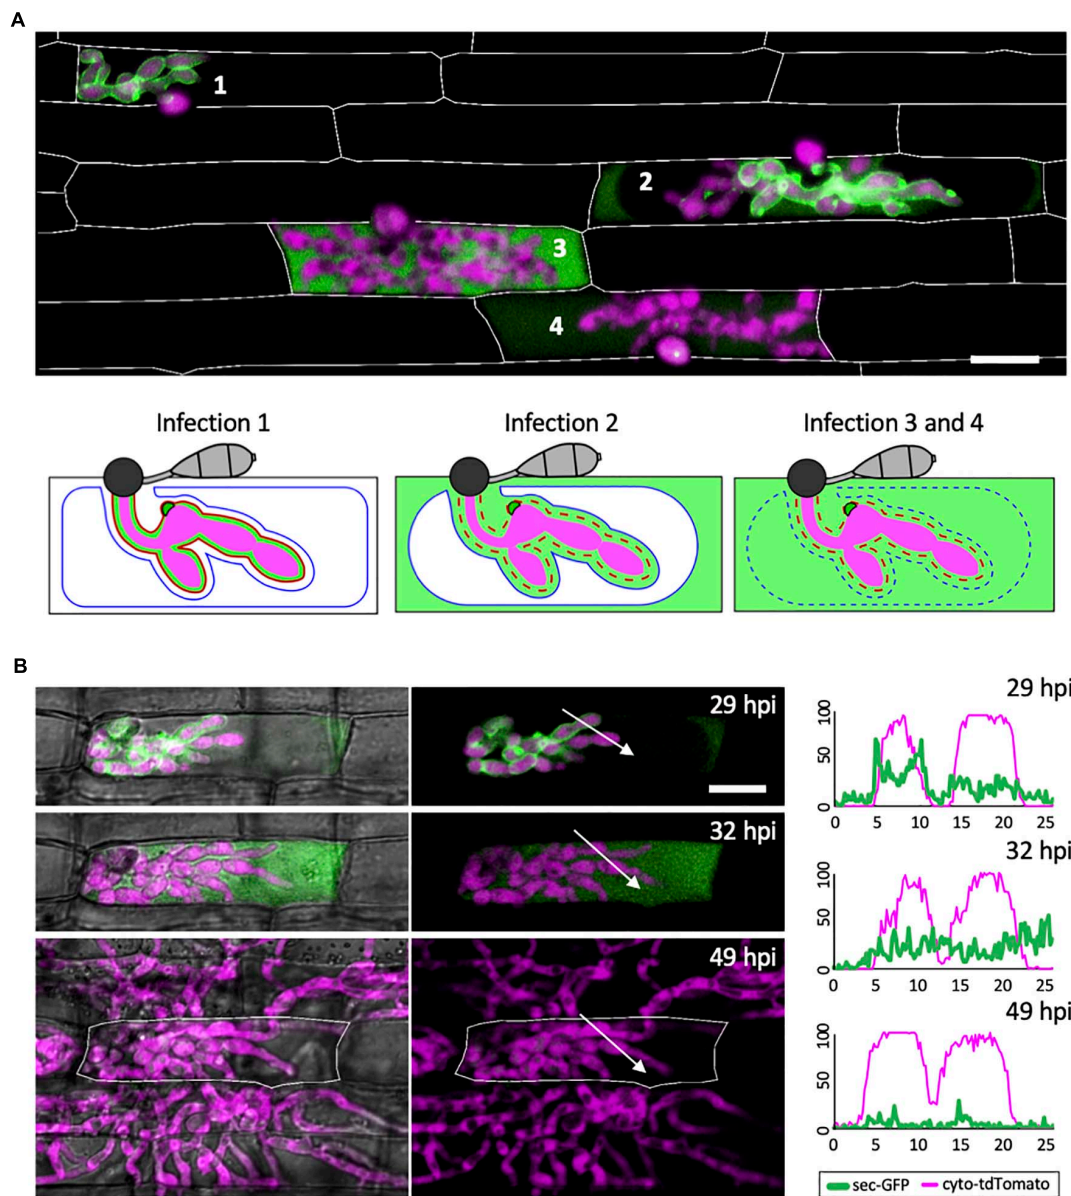 A
1
2
3
4
Infection 1
Infection 2
Infection 3 and 4
B
29 hpi
29 hpi
100
50
0
0 5 10 15 20 25
32 hpi
32 hpi
100
50
0
0 5 10 15 20 25
49 hpi
49 hpi
100
50
0
0 5 10 15 20 25
sec-GFP cyto-tdTomato